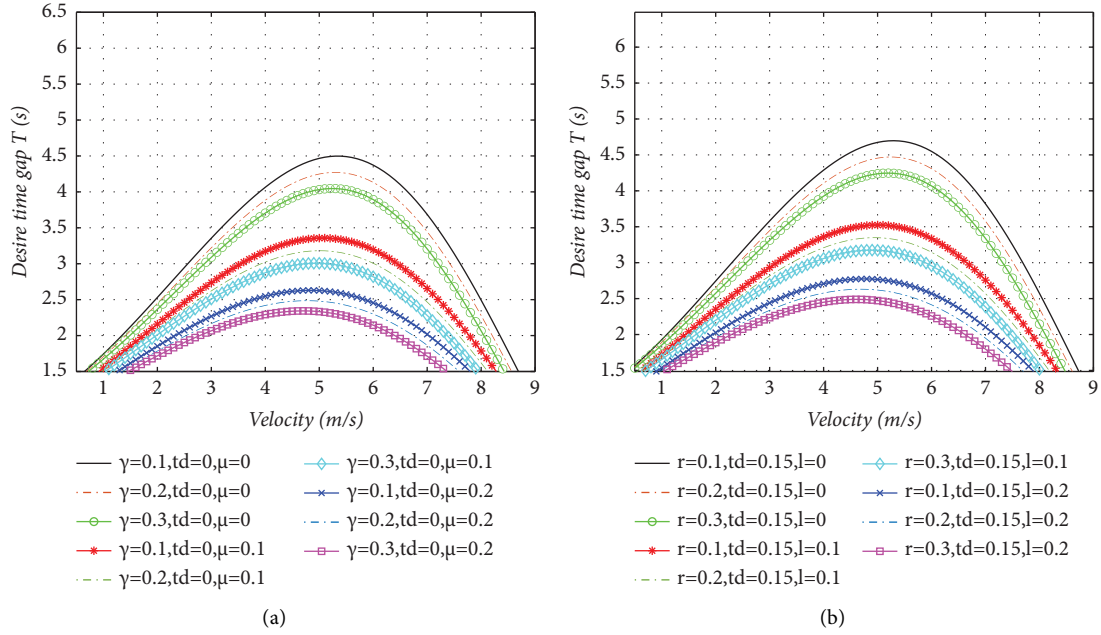 6.5
6
5.5
5
4.5
4
3.5
3
2.5
2
1.5
Desire time gap T (s)
1 2 3 4 5 6 7 8 9
Velocity (m/s)
γ=0.1,td=0,μ=0
γ=0.2,td=0,μ=0
γ=0.3,td=0,μ=0
γ=0.1,td=0,μ=0.1
γ=0.2,td=0,μ=0.1
γ=0.3,td=0,μ=0.1
γ=0.1,td=0,μ=0.2
γ=0.2,td=0,μ=0.2
γ=0.3,td=0,μ=0.2
(a)
6.5
6
5.5
5
4.5
4
3.5
3
2.5
2
1.5
Desire time gap T (s)
1 2 3 4 5 6 7 8 9
Velocity (m/s)
r=0.1,td=0.15,l=0
r=0.2,td=0.15,l=0
r=0.3,td=0.15,l=0
r=0.1,td=0.15,l=0.1
r=0.2,td=0.15,l=0.1
r=0.3,td=0.15,l=0.1
r=0.1,td=0.15,l=0.2
r=0.2,td=0.15,l=0.2
r=0.3,td=0.15,l=0.2
(b)